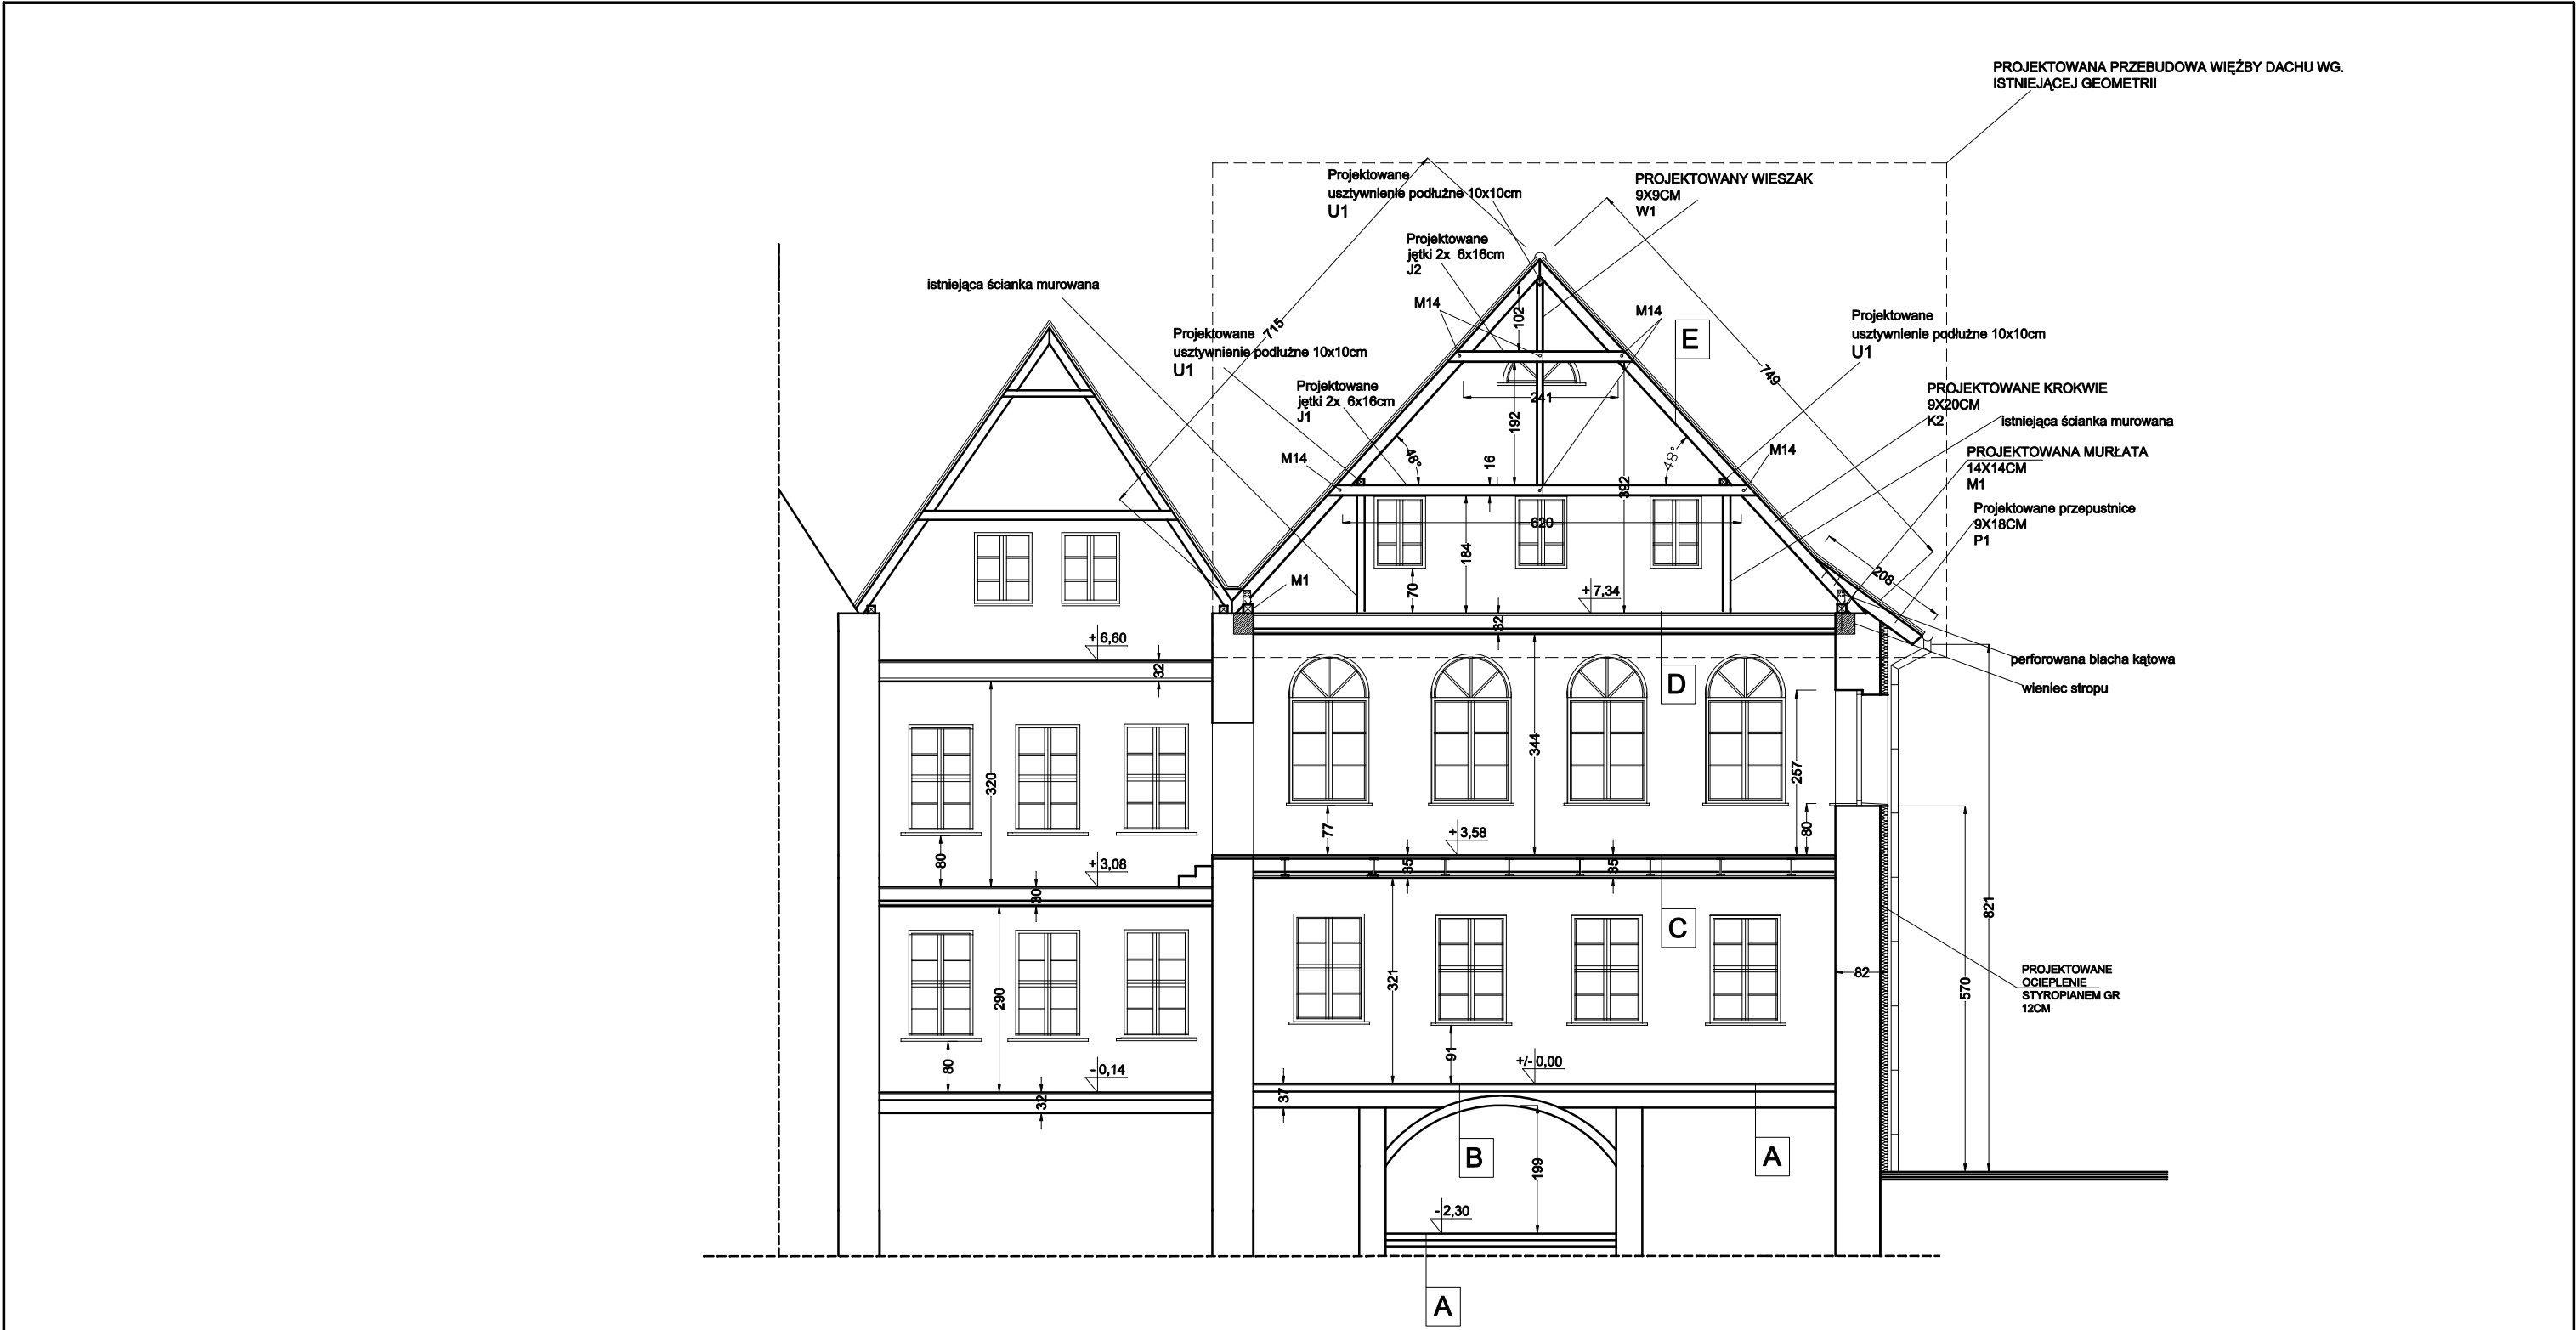 PROJEKTOWANA PRZEBUDOWA WIĘŹBY DACHU WG.
ISTNIEJĄCEJ GEOMETRII
Projektowane
usztywnienie podłużne 10x10cm
U1
PROJEKTOWANY WIESZAK
9X9CM
W1
Projektowane
jętki 2x 6x16cm
J2
istniejąca ścianka murowana
M14
102
M14
E
715
Projektowane
usztywnienie podłużne 10x10cm
U1
Projektowane
usztywnienie podłużne 10x10cm
U1
749
Projektowane
jętki 2x 6x16cm
J1
241
192
PROJEKTOWANE KROKWIE
9X20CM
K2
istniejąca ścianka murowana
M14
48°
16
48°
M14
392
PROJEKTOWANA MURŁATA
14X14CM
M1
620
Projektowane przepustnice
9X18CM
P1
184
70
M1
+ 7,34
208
32
+ 6,60
32
perforowana blacha kątowa
wieniec stropu
D
344
257
320
77
80
80
+ 3,58
+ 3,08
35
35
30
C
821
321
290
82
570
PROJEKTOWANE
OCIEPLENIE
STYROPIANEM GR
12CM
91
+/- 0,00
80
- 0,14
37
32
B
A
199
- 2,30
A